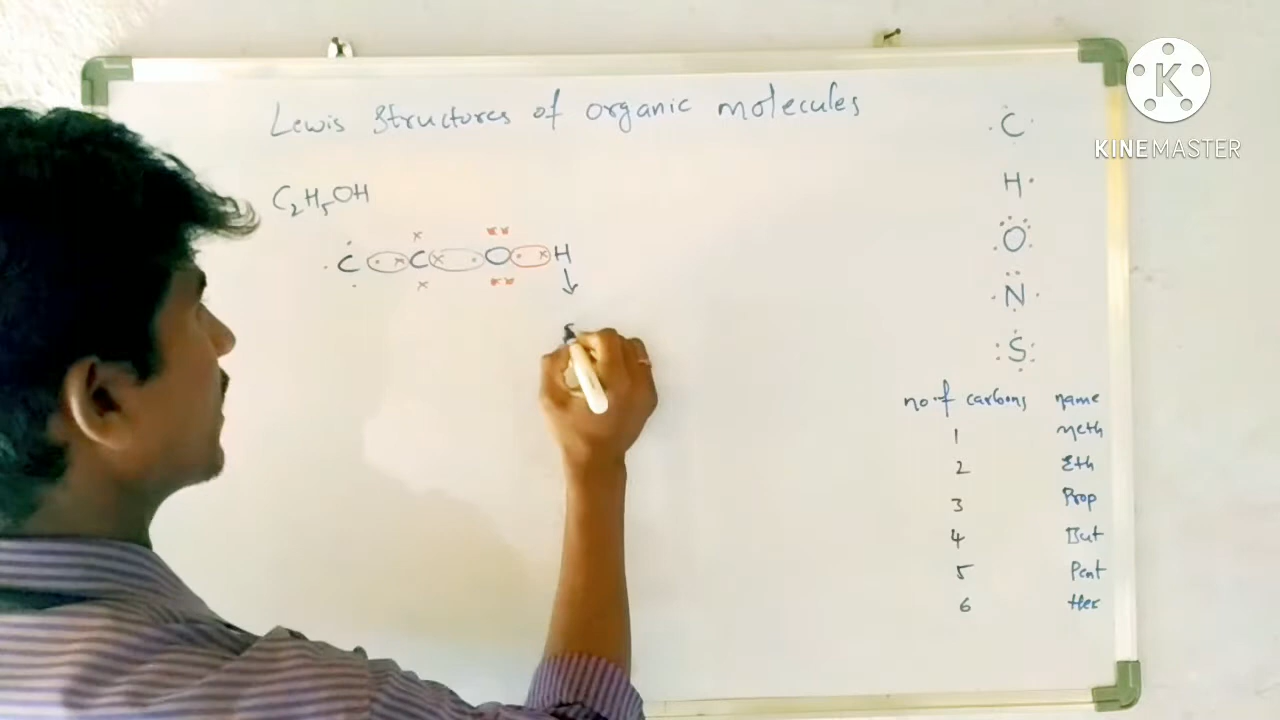 Lewis Structures of organic molecules
C₂H₅OH
C C O H
C
H
O
N
S
no.of carbons name
1 Meth
2 Eth
3 Prop
4 But
5 Pent
6 Hex
K
KINEMASTER